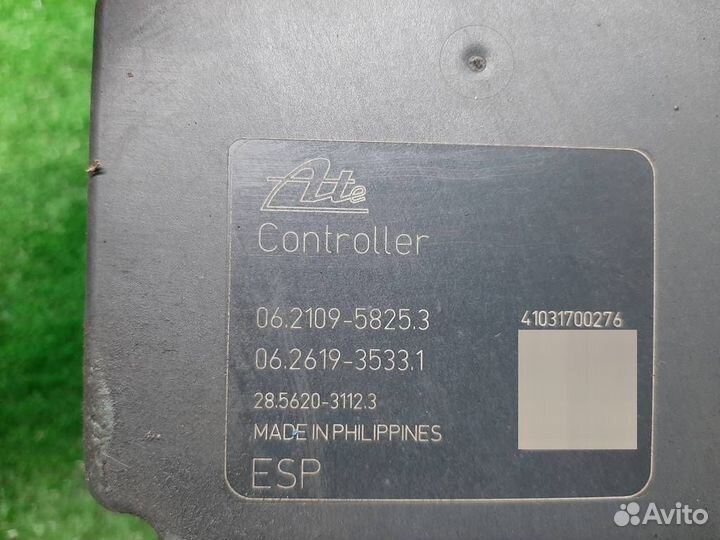 Ate
Controller
06.2109-5825.3
41031700276
06.2619-3533.1
28.5620-3112.3
MADE IN PHILIPPINES
ESP
Avito